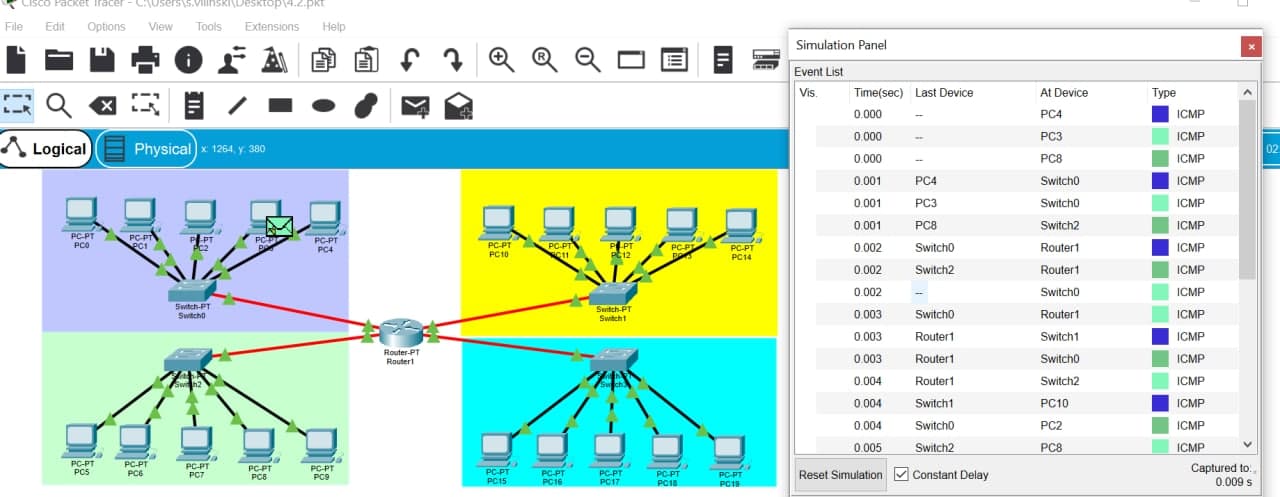 Cisco Packet Tracer - C:\Users\s.vilinski\Desktop\4.2.pkt
File Edit Options View Tools Extensions Help
Logical Physical x: 1264, y: 380
PC-PT
PC0
PC-PT
PC1
PC-PT
PC2
PC-PT
PC-PT
PC4
Switch-PT
Switch0
PC-PT
PC10
PC-PT
PC11
PC-PT
PC12
PC-PT
PC13
PC-PT
PC14
Switch-PT
Switch1
Router-PT
Router1
Switch-PT
Switch2
Switch-PT
Switch3
PC-PT
PC5
PC-PT
PC6
PC-PT
PC7
PC-PT
PC8
PC-PT
PC9
PC-PT
PC15
PC-PT
PC16
PC-PT
PC17
PC-PT
PC18
PC-PT
PC19
Simulation Panel
Event List
Vis. Time(sec) Last Device At Device Type
0.000 -- PC4 ICMP
0.000 -- PC3 ICMP
0.000 -- PC8 ICMP
0.001 PC4 Switch0 ICMP
0.001 PC3 Switch0 ICMP
0.001 PC8 Switch2 ICMP
0.002 Switch0 Router1 ICMP
0.002 Switch2 Router1 ICMP
0.002 -- Switch0 ICMP
0.003 Switch0 Router1 ICMP
0.003 Router1 Switch1 ICMP
0.003 Router1 Switch0 ICMP
0.004 Router1 Switch2 ICMP
0.004 Switch1 PC10 ICMP
0.004 Switch0 PC2 ICMP
0.005 Switch2 PC8 ICMP
Reset Simulation Constant Delay
Captured to:
0.009 s
02